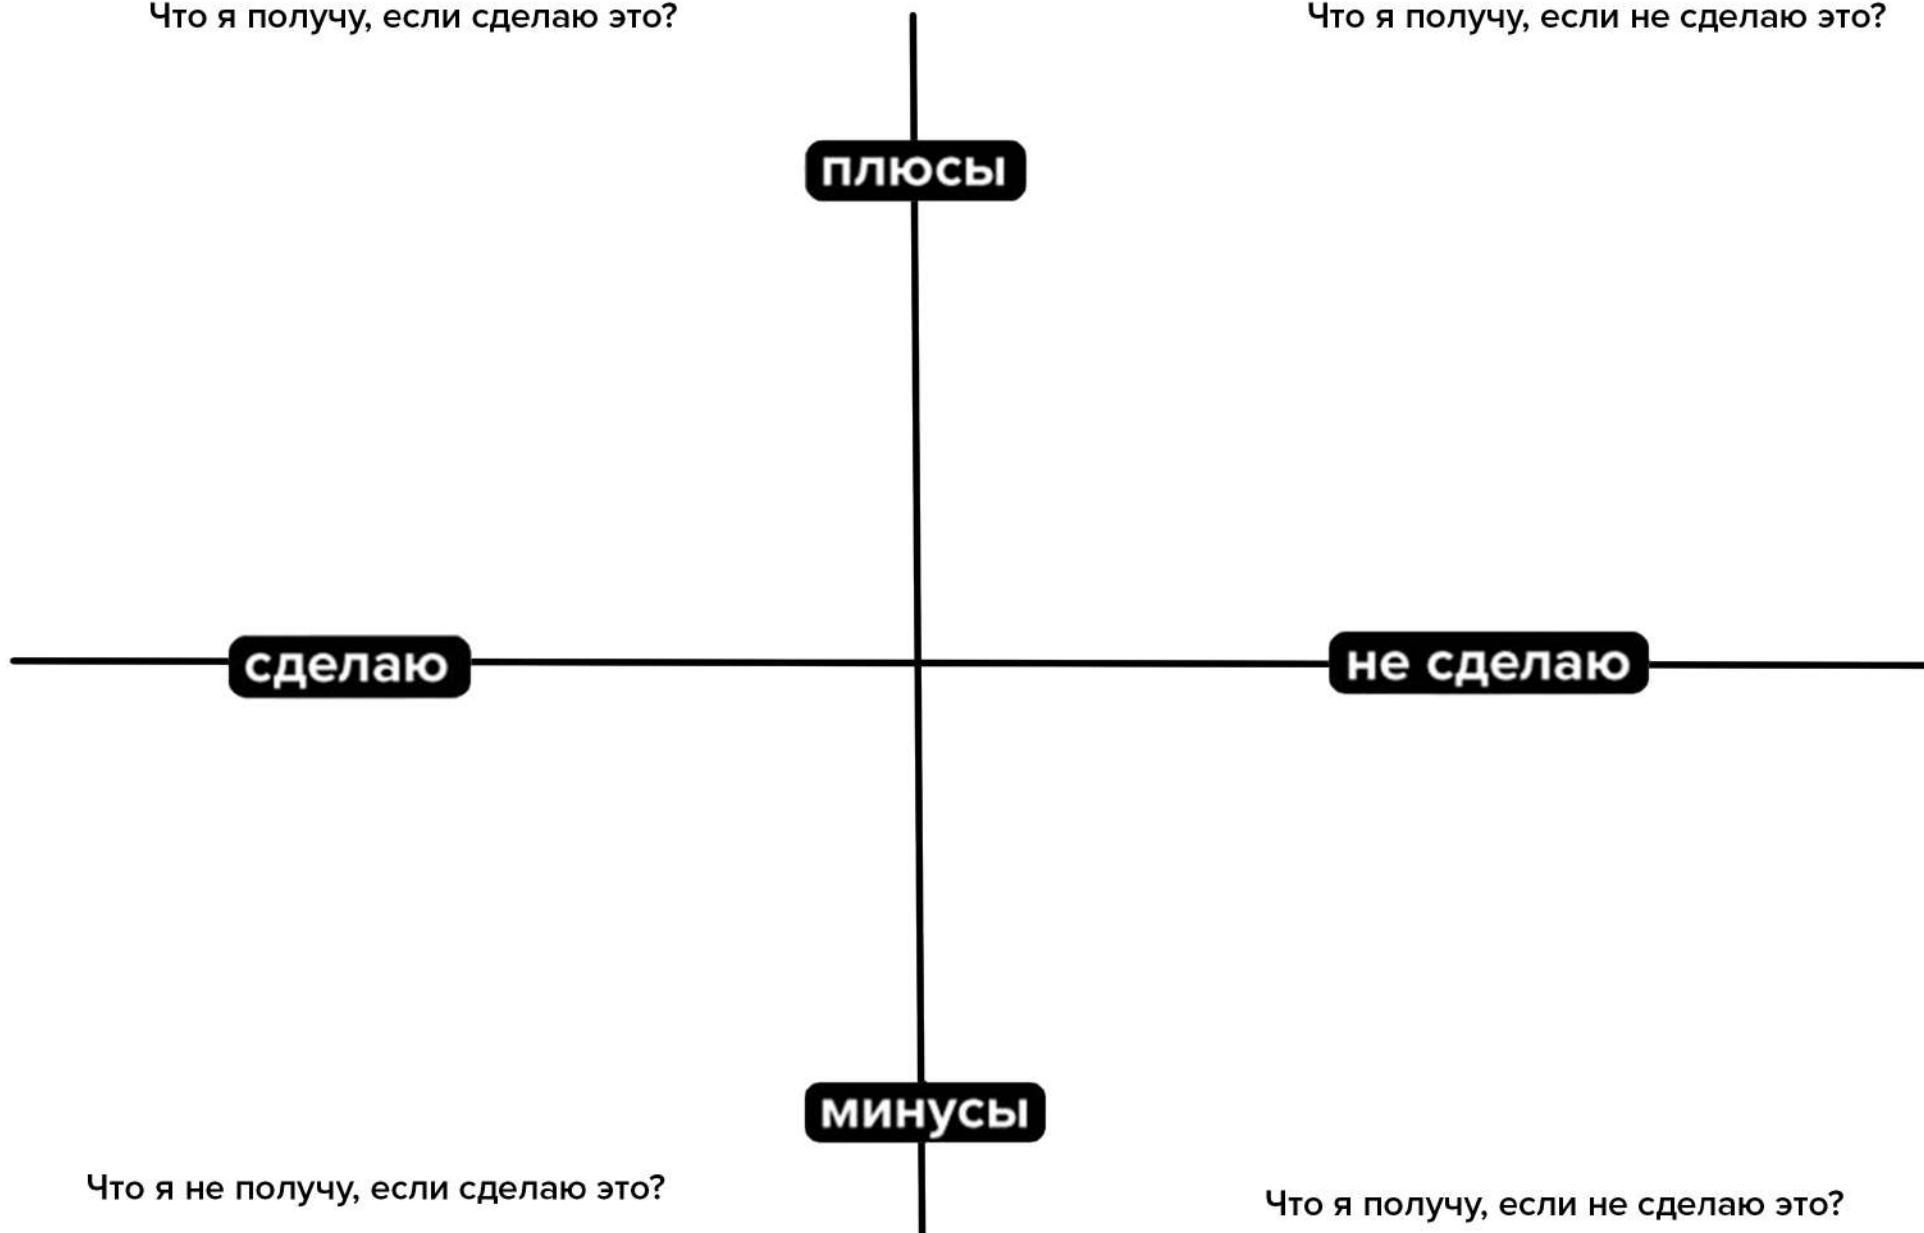 Что я получу, если сделаю это?
Что я получу, если не сделаю это?
плюсы
сделаю
не сделаю
минусы
Что я не получу, если сделаю это?
Что я получу, если не сделаю это?